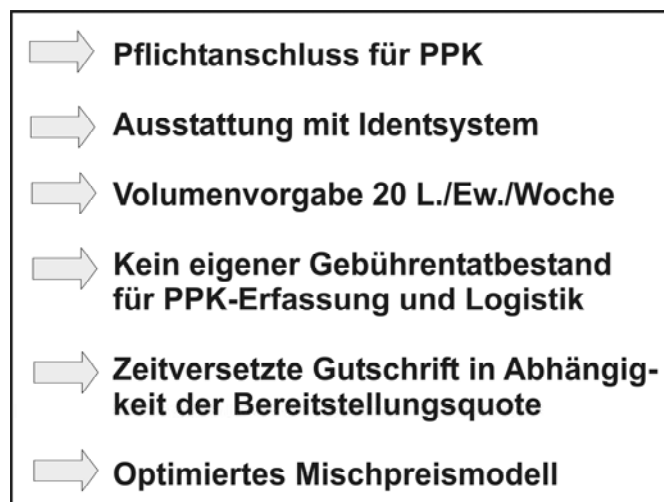 Pflichtanschluss für PPK
Ausstattung mit Identsystem
Volumenvorgabe 20 L./Ew./Woche
Kein eigener Gebührentatbestand
für PPK-Erfassung und Logistik
Zeitversetzte Gutschrift in Abhängig-
keit der Bereitstellungsquote
Optimiertes Mischpreismodell